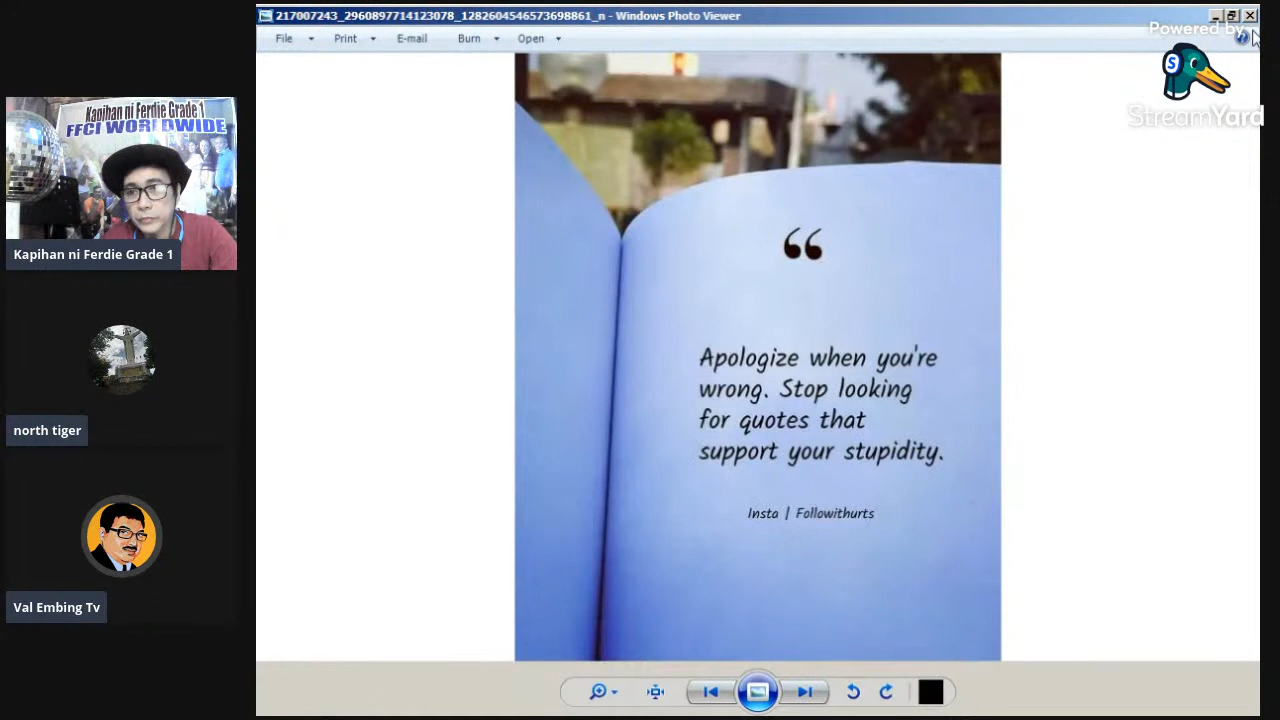 217007243_2960897714123078_1282604546573698861_n - Windows Photo Viewer
File Print E-mail Burn Open
Powered by
S
StreamYard
Kapihan ni Ferdie Grade 1
FFCI WORLDWIDE
Kapihan ni Ferdie Grade 1
north tiger
Val Embing Tv
“
Apologize when you're
wrong. Stop looking
for quotes that
support your stupidity.
Insta | Followithurts